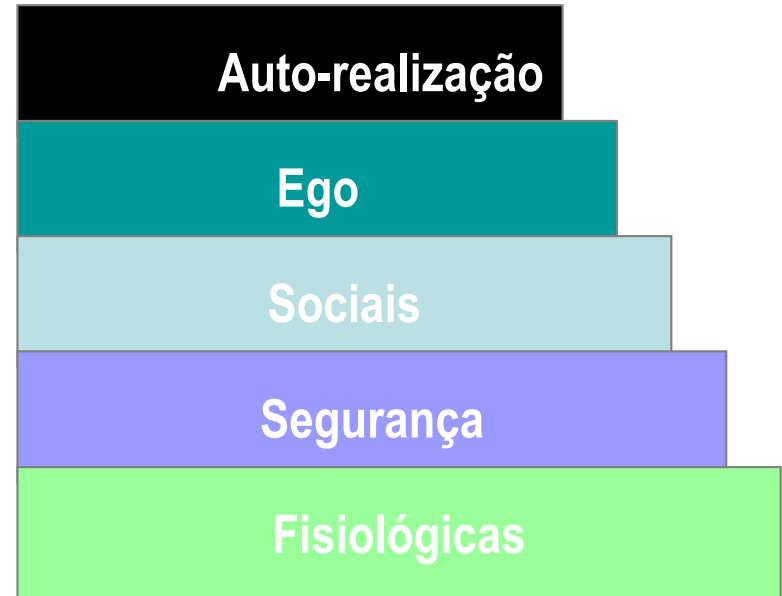 Auto-realização
Ego
Sociais
Segurança
Fisiológicas